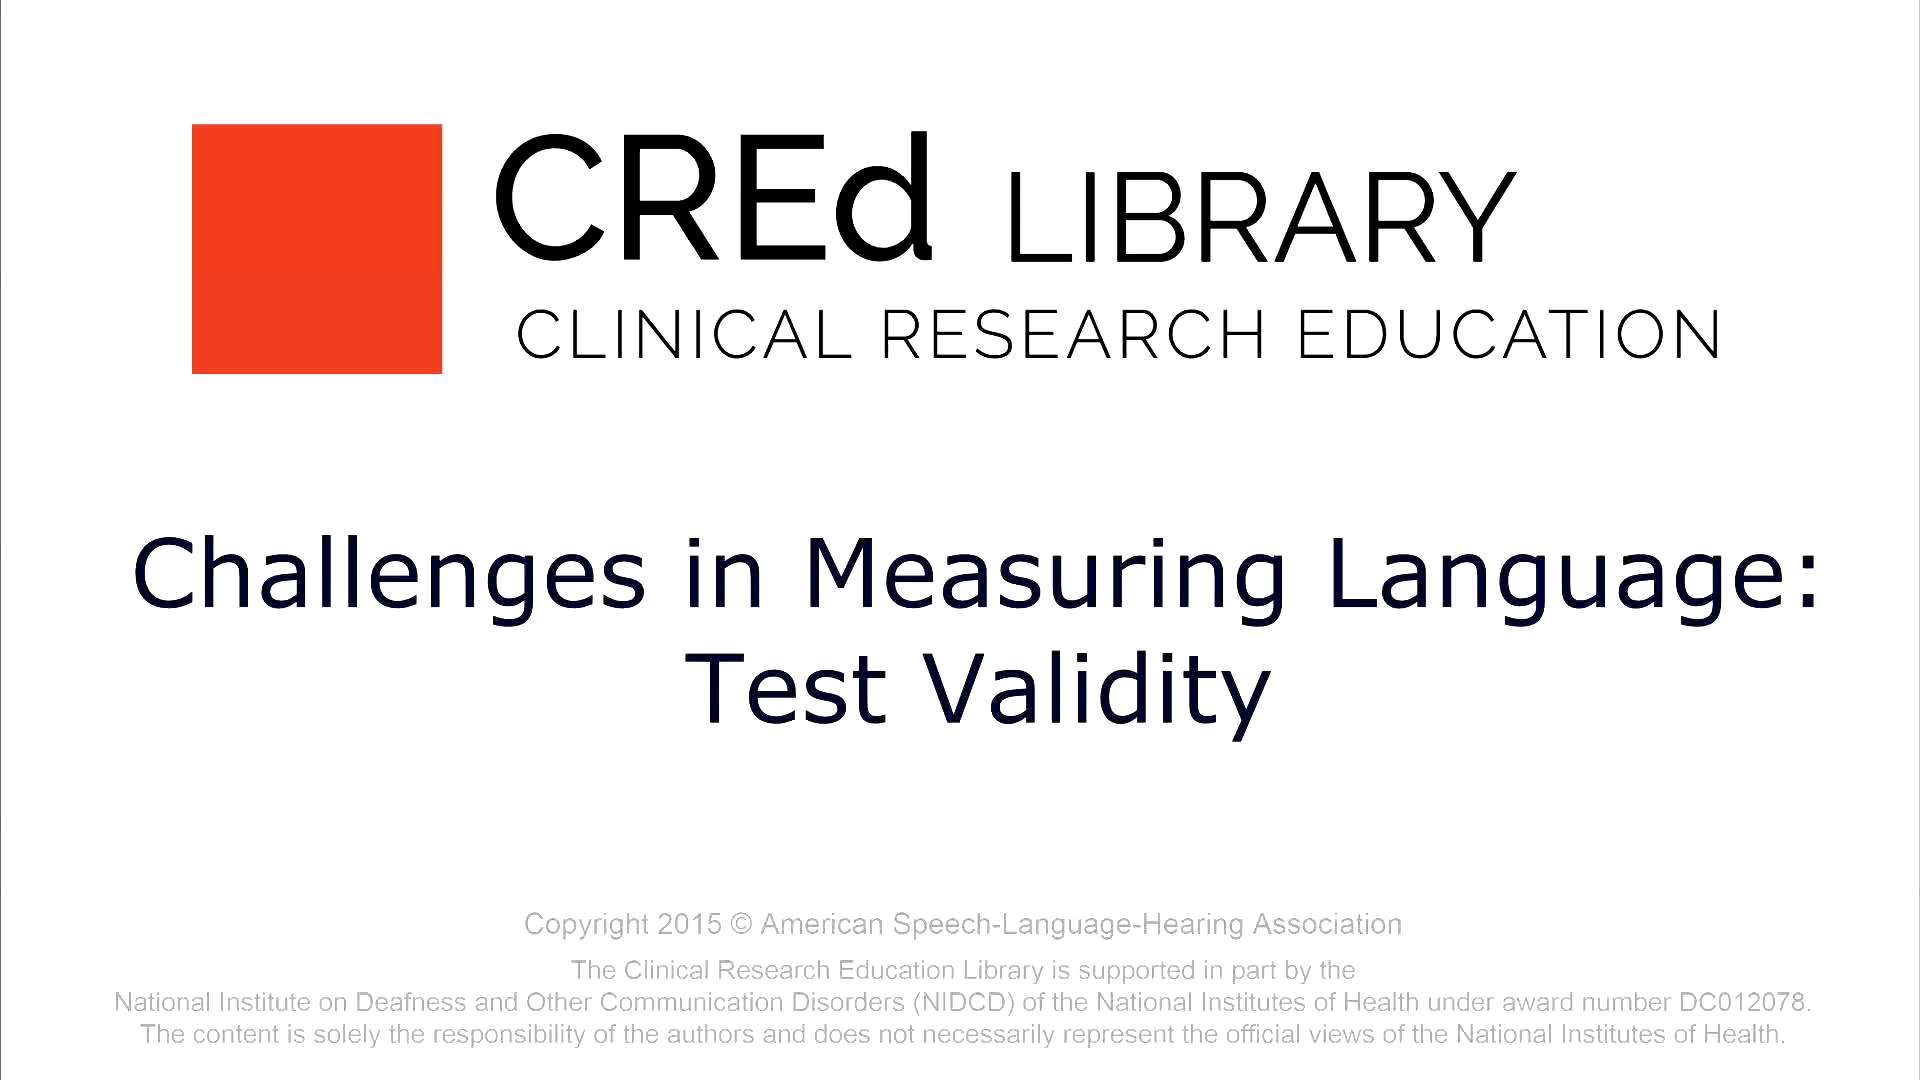 CREd LIBRARY
CLINICAL RESEARCH EDUCATION
Challenges in Measuring Language:
Test Validity
Copyright 2015 © American Speech-Language-Hearing Association
The Clinical Research Education Library is supported in part by the
National Institute on Deafness and Other Communication Disorders (NIDCD) of the National Institutes of Health under award number DC012078.
The content is solely the responsibility of the authors and does not necessarily represent the official views of the National Institutes of Health.